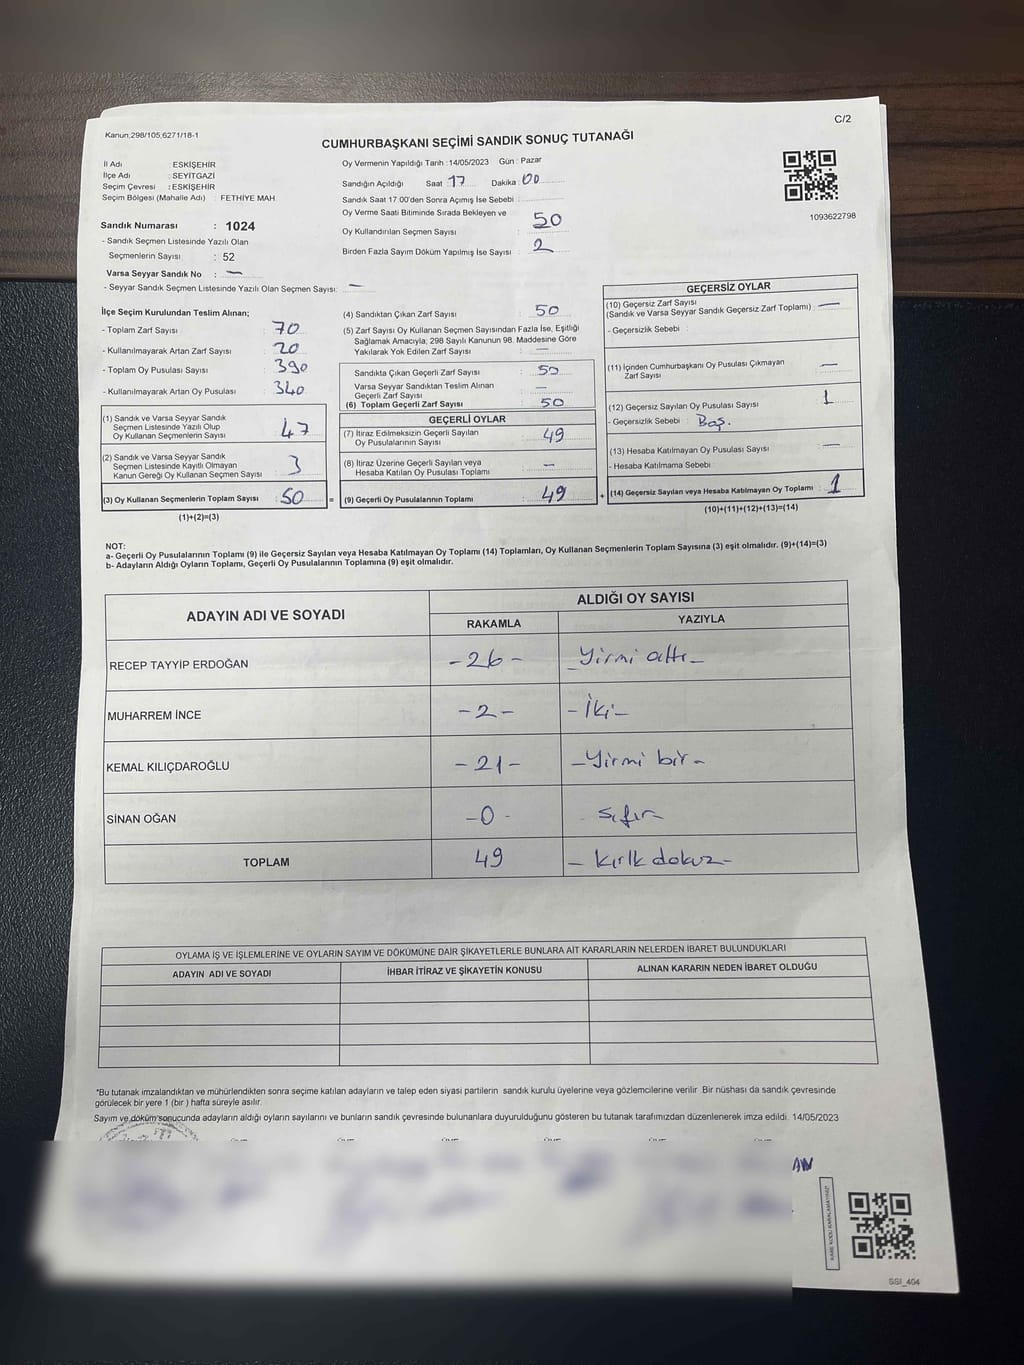 Kanun,298/105,6271/18-1
C/2
CUMHURBAŞKANI SEÇİMİ SANDIK SONUÇ TUTANAĞI
İl Adı : ESKİŞEHİR
İlçe Adı : SEYİTGAZİ
Seçim Çevresi : ESKİŞEHİR
Seçim Bölgesi (Mahalle Adı) : FETHİYE MAH.
Sandık Numarası : 1024
- Sandık Seçmen Listesinde Yazılı Olan
Seçmenlerin Sayısı : 52
Varsa Seyyar Sandık No : —
- Seyyar Sandık Seçmen Listesinde Yazılı Olan Seçmen Sayısı: —
Oy Vermenin Yapıldığı Tarih : 14/05/2023 Gün : Pazar
Sandığın Açıldığı Saat 17 Dakika : 00
Sandık Saat 17:00'den Sonra Açımış İse Sebebi :
Oy Verme Saati Bitiminde Sırada Bekleyen ve
Oy Kullandırılan Seçmen Sayısı : 50
Birden Fazla Sayım Döküm Yapılmış İse Sayısı : 2
1093622798
İlçe Seçim Kurulundan Teslim Alınan;
- Toplam Zarf Sayısı : 70
- Kullanılmayarak Artan Zarf Sayısı : 20
- Toplam Oy Pusulası Sayısı : 390
- Kullanılmayarak Artan Oy Pusulası : 340
(1) Sandık ve Varsa Seyyar Sandık
Seçmen Listesinde Yazılı Olup
Oy Kullanan Seçmenlerin Sayısı : 47
(2) Sandık ve Varsa Seyyar Sandık
Seçmen Listesinde Kayıtlı Olmayan
Kanun Gereği Oy Kullanan Seçmen Sayısı : 3
(3) Oy Kullanan Seçmenlerin Toplam Sayısı : 50 =
(1)+(2)=(3)
(4) Sandıktan Çıkan Zarf Sayısı : 50
(5) Zarf Sayısı Oy Kullanan Seçmen Sayısından Fazla İse, Eşitliği
Sağlamak Amacıyla; 298 Sayılı Kanunun 98. Maddesine Göre
Yakılarak Yok Edilen Zarf Sayısı : —
Sandıkta Çıkan Geçerli Zarf Sayısı : 50
Varsa Seyyar Sandıktan Teslim Alınan
Geçerli Zarf Sayısı : —
(6) Toplam Geçerli Zarf Sayısı : 50
GEÇERLİ OYLAR
(7) İtiraz Edilmeksizin Geçerli Sayılan
Oy Pusulalarının Sayısı : 49
(8) İtiraz Üzerine Geçerli Sayılan veya
Hesaba Katılan Oy Pusulası Toplamı : —
(9) Geçerli Oy Pusulalarının Toplamı : 49 +
GEÇERSİZ OYLAR
(10) Geçersiz Zarf Sayısı
(Sandık ve Varsa Seyyar Sandık Geçersiz Zarf Toplamı) : —
- Geçersizlik Sebebi :
(11) İçinden Cumhurbaşkanı Oy Pusulası Çıkmayan
Zarf Sayısı : —
(12) Geçersiz Sayılan Oy Pusulası Sayısı : 1
- Geçersizlik Sebebi : Boş.
(13) Hesaba Katılmayan Oy Pusulası Sayısı : —
- Hesaba Katılmama Sebebi :
(14) Geçersiz Sayılan veya Hesaba Katılmayan Oy Toplamı : 1
(10)+(11)+(12)+(13)=(14)
NOT:
a- Geçerli Oy Pusulalarının Toplamı (9) ile Geçersiz Sayılan veya Hesaba Katılmayan Oy Toplamı (14) Toplamları, Oy Kullanan Seçmenlerin Toplam Sayısına (3) eşit olmalıdır. (9)+(14)=(3)
b- Adayların Aldığı Oyların Toplamı, Geçerli Oy Pusulalarının Toplamına (9) eşit olmalıdır.
ADAYIN ADI VE SOYADI ALDIĞI OY SAYISI
RAKAMLA YAZIYLA
RECEP TAYYİP ERDOĞAN -26- -Yirmi altı-
MUHARREM İNCE -2- -İki-
KEMAL KILIÇDAROĞLU -21- -Yirmi bir-
SİNAN OĞAN -0- sıfır-
TOPLAM 49 -kırlk dokuz-
OYLAMA İŞ VE İŞLEMLERİNE VE OYLARIN SAYIM VE DÖKÜMÜNE DAİR ŞİKAYETLERLE BUNLARA AİT KARARLARIN NELERDEN İBARET BULUNDUKLARI
ADAYIN ADI VE SOYADI İHBAR İTİRAZ VE ŞİKAYETİN KONUSU ALINAN KARARIN NEDEN İBARET OLDUĞU
*Bu tutanak imzalandıktan ve mühürlendikten sonra seçime katılan adayların ve talep eden siyasi partilerin sandık kurulu üyelerine veya gözlemcilerine verilir. Bir nüshası da sandık çevresinde
görülecek bir yere 1 (bir ) hafta süreyle asılır.
Sayım ve döküm sonucunda adayların aldığı oyların sayılarını ve bunların sandık çevresinde bulunanlara duyurulduğunu gösteren bu tutanak tarafımızdan düzenlenerek imza edildi. 14/05/2023
KARE KODU KARALAMAYINIZ!
SSI_404